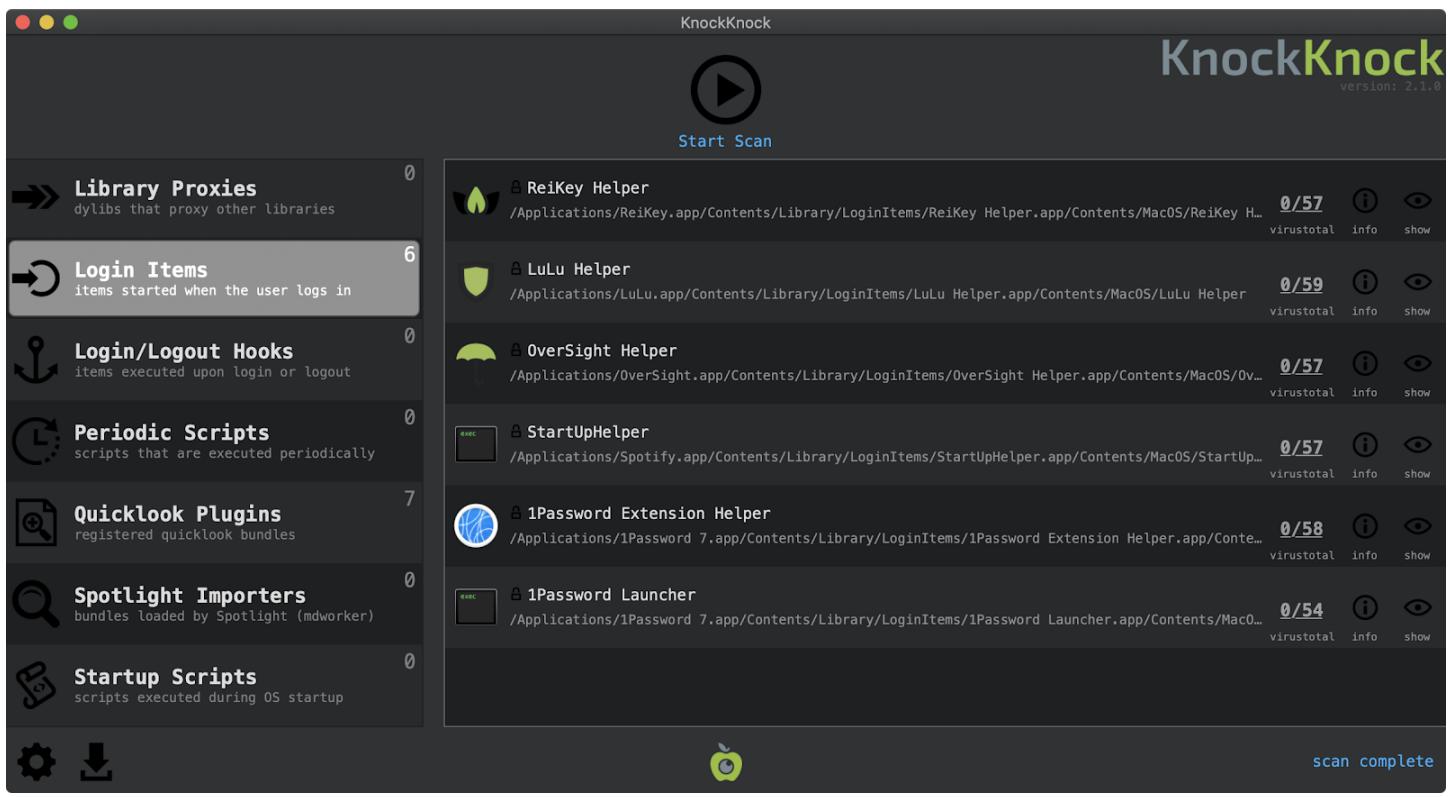 KnockKnock
KnockKnock
version: 2.1.0
Start Scan
Library Proxies
0
dylibs that proxy other libraries
Login Items
6
items started when the user logs in
Login/Logout Hooks
0
items executed upon login or logout
Periodic Scripts
0
scripts that are executed periodically
Quicklook Plugins
7
registered quicklook bundles
Spotlight Importers
0
bundles loaded by Spotlight (mdworker)
Startup Scripts
0
scripts executed during OS startup
ReiKey Helper
/Applications/ReiKey.app/Contents/Library/LoginItems/ReiKey Helper.app/Contents/MacOS/ReiKey H…
0/57
virustotal info show
LuLu Helper
/Applications/LuLu.app/Contents/Library/LoginItems/LuLu Helper.app/Contents/MacOS/LuLu Helper
0/59
virustotal info show
OverSight Helper
/Applications/OverSight.app/Contents/Library/LoginItems/OverSight Helper.app/Contents/MacOS/Ov…
0/57
virustotal info show
exec
StartUpHelper
/Applications/Spotify.app/Contents/Library/LoginItems/StartUpHelper.app/Contents/MacOS/StartUp…
0/57
virustotal info show
1Password Extension Helper
/Applications/1Password 7.app/Contents/Library/LoginItems/1Password Extension Helper.app/Conte…
0/58
virustotal info show
exec
1Password Launcher
/Applications/1Password 7.app/Contents/Library/LoginItems/1Password Launcher.app/Contents/MacO…
0/54
virustotal info show
scan complete